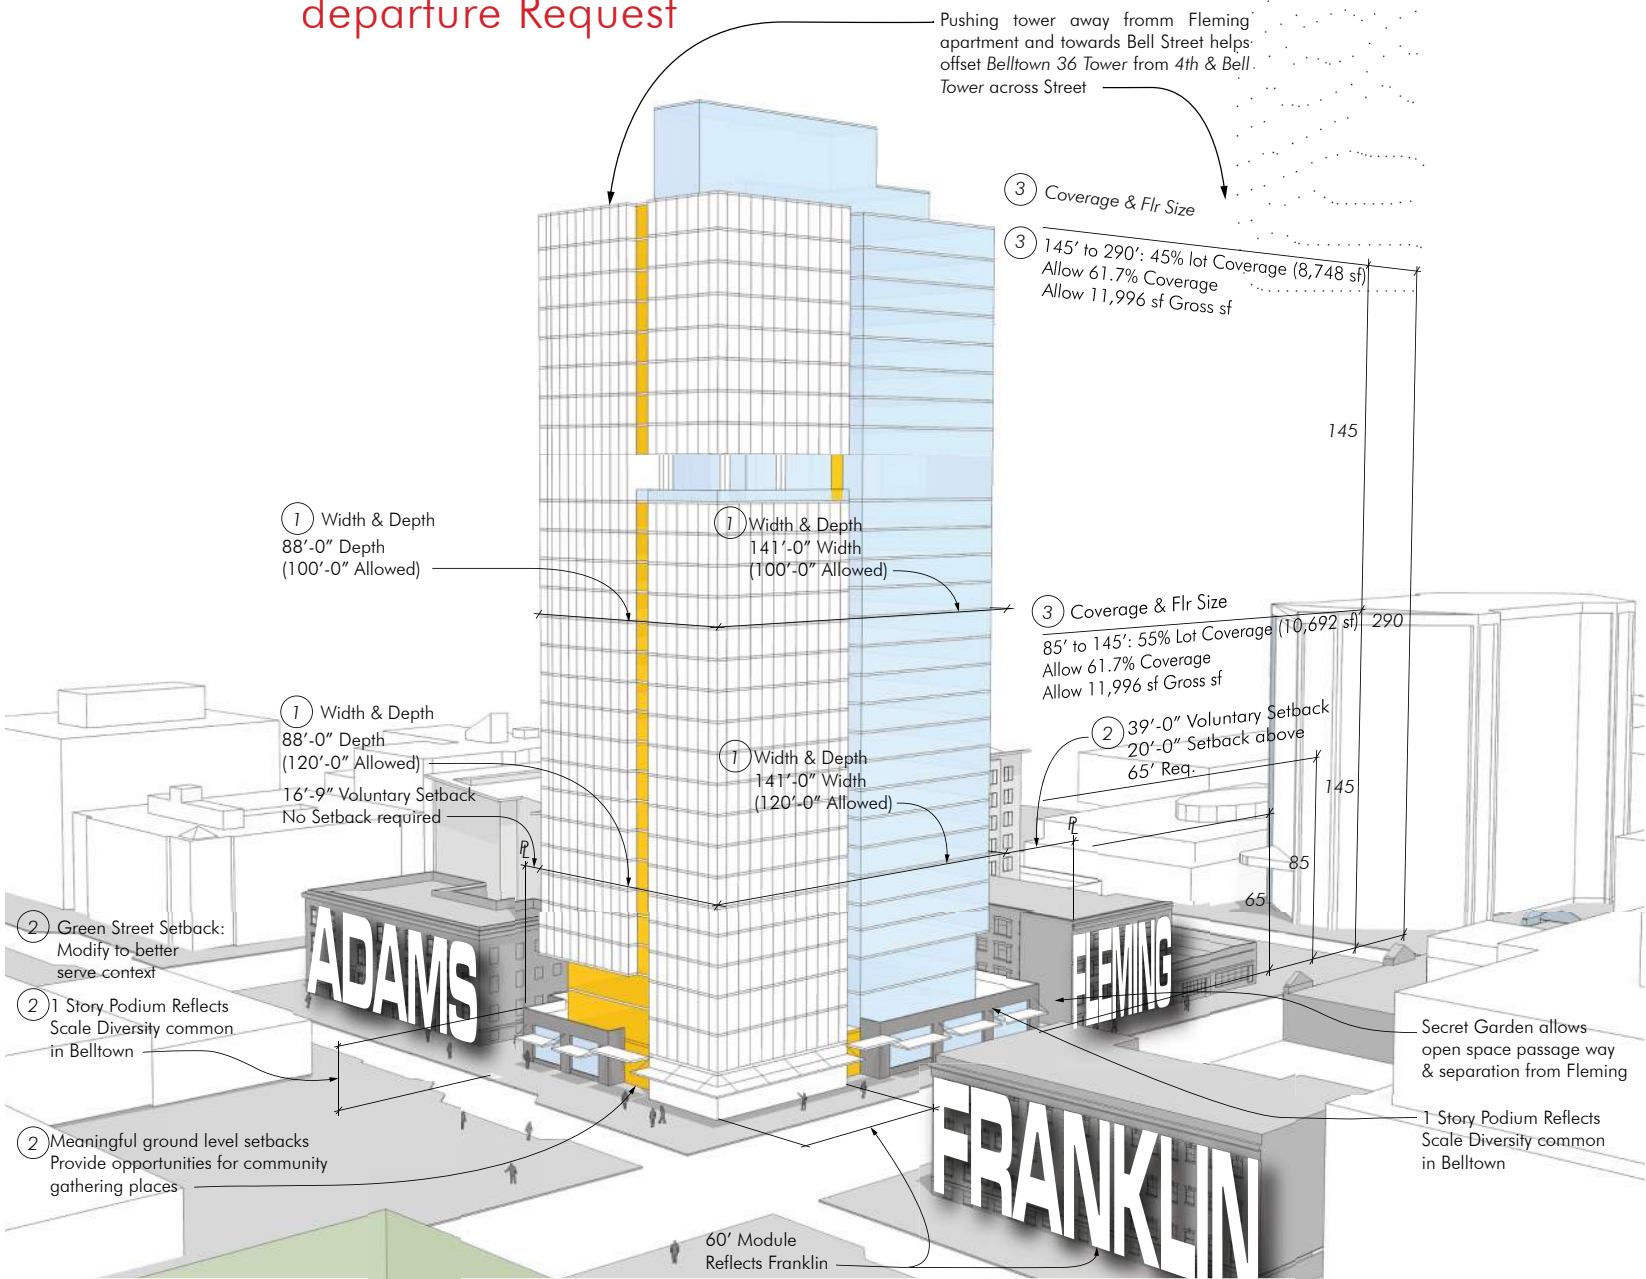 departure Request
Pushing tower away fromm Fleming
apartment and towards Bell Street helps
offset Belltown 36 Tower from 4th & Bell
Tower across Street
3 Coverage & Flr Size
3 145' to 290': 45% lot Coverage (8,748 sf)
Allow 61.7% Coverage
Allow 11,996 sf Gross sf
145
1 Width & Depth
88'-0" Depth
(100'-0" Allowed)
1 Width & Depth
141'-0" Width
(100'-0" Allowed)
3 Coverage & Flr Size
85' to 145': 55% Lot Coverage (10,692 sf)
Allow 61.7% Coverage
Allow 11,996 sf Gross sf
290
1 Width & Depth
88'-0" Depth
(120'-0" Allowed)
16'-9" Voluntary Setback
No Setback required
1 Width & Depth
141'-0" Width
(120'-0" Allowed)
2 39'-0" Voluntary Setback
20'-0" Setback above
65' Req.
145
PL
PL
85
65
2 Green Street Setback:
Modify to better
serve context
ADAMS
FLEMING
2 1 Story Podium Reflects
Scale Diversity common
in Belltown
Secret Garden allows
open space passage way
& separation from Fleming
FRANKLIN
1 Story Podium Reflects
Scale Diversity common
in Belltown
2 Meaningful ground level setbacks
Provide opportunities for community
gathering places
60' Module
Reflects Franklin